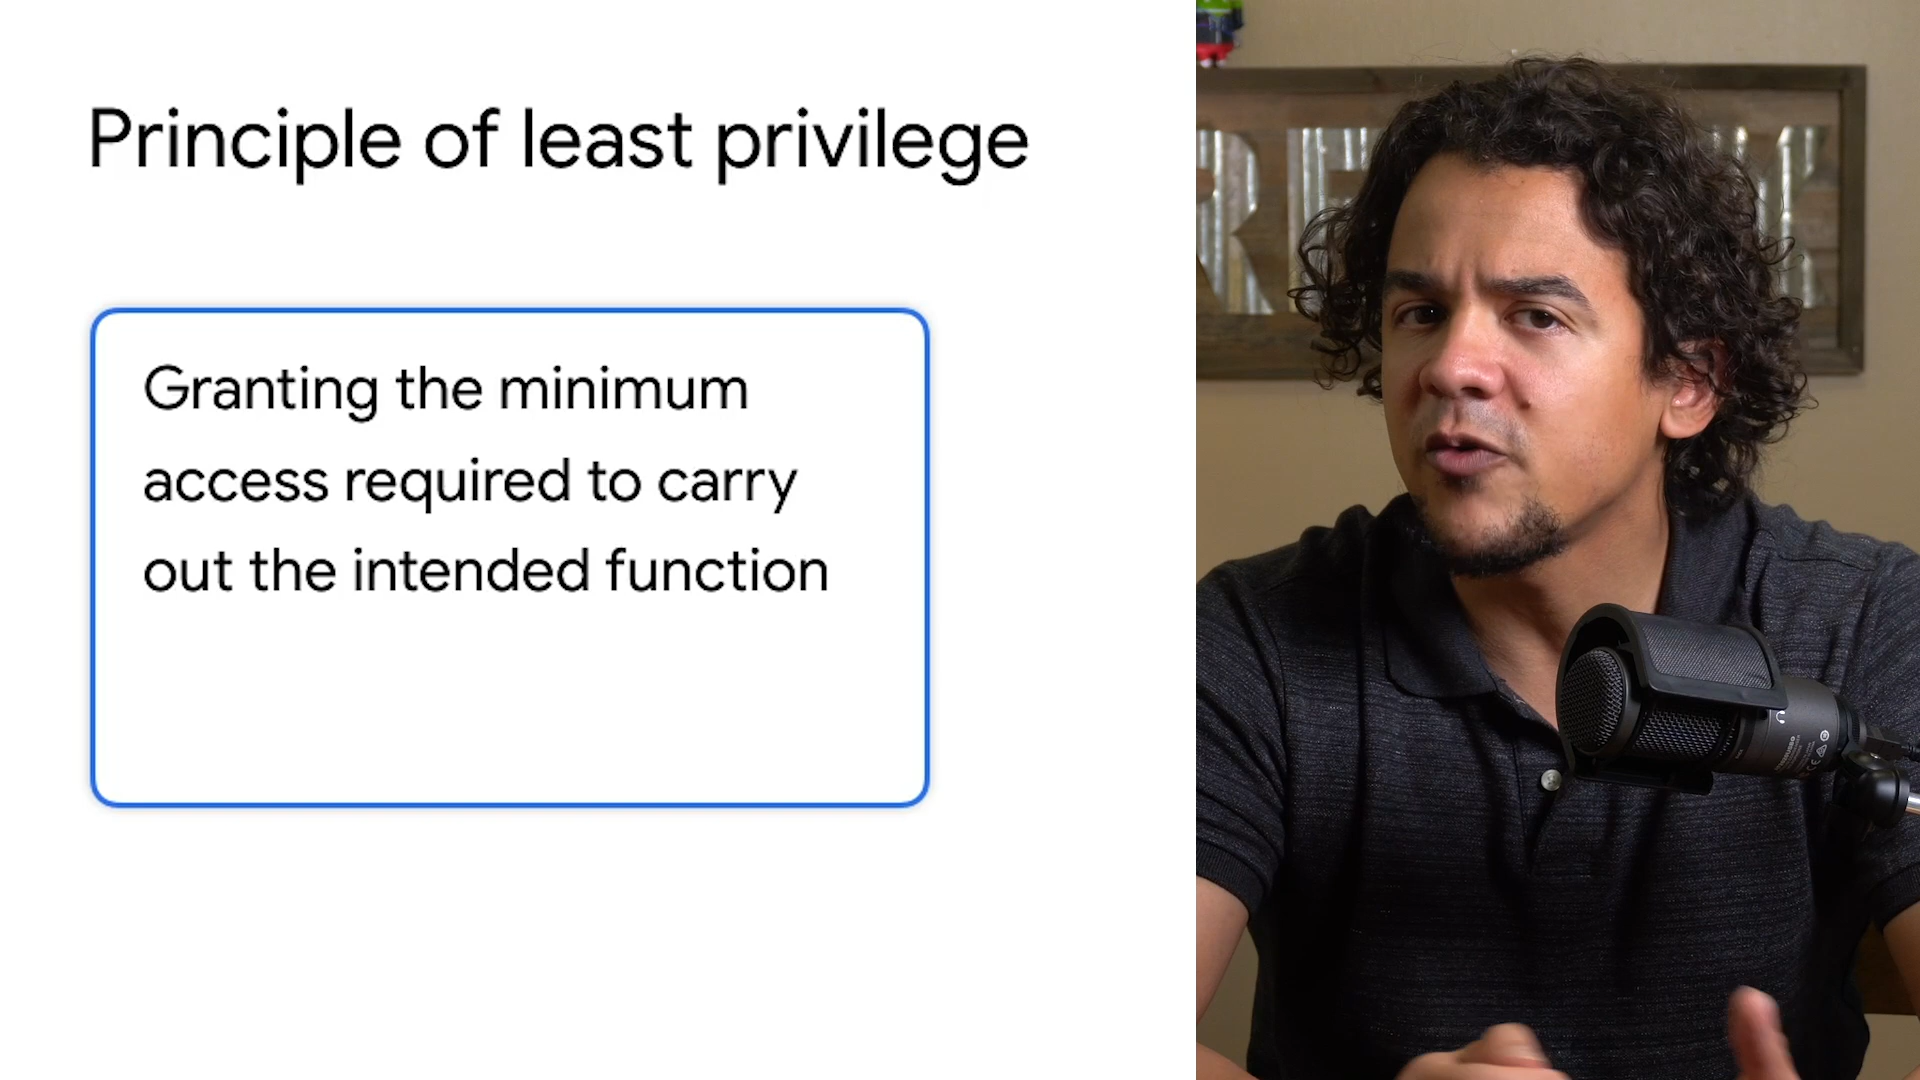 Principle of least privilege
Granting the minimum
access required to carry
out the intended function